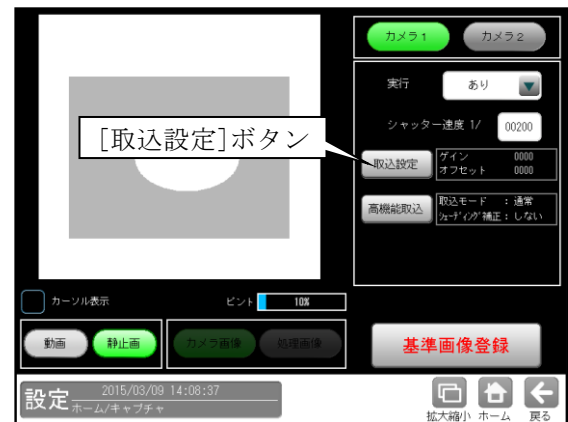 カメラ1
カメラ2
実行
あり
シャッター速度 1/
00200
[取込設定]ボタン
取込設定
ゲイン 0000
オフセット 0000
高機能取込
取込モード : 通常
シェーディング補正 : しない
カーソル表示
ピント
10%
動画
静止画
カメラ画像
処理画像
基準画像登録
設定
2015/03/09 14:08:37
ホーム/キャプチャ
拡大縮小
ホーム
戻る